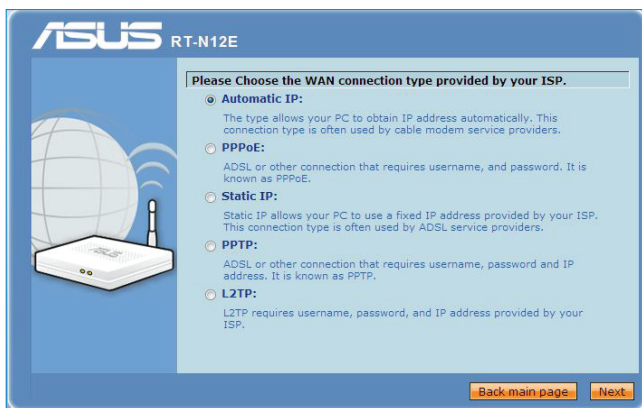 ASUS RT-N12E
Please Choose the WAN connection type provided by your ISP.
Automatic IP:
The type allows your PC to obtain IP address automatically. This
connection type is often used by cable modem service providers.
PPPoE:
ADSL or other connection that requires username, and password. It is
known as PPPoE.
Static IP:
Static IP allows your PC to use a fixed IP address provided by your ISP.
This connection type is often used by ADSL service providers.
PPTP:
ADSL or other connection that requires username, password and IP
address. It is known as PPTP.
L2TP:
L2TP requires username, password, and IP address provided by your
ISP.
ASUS
Back main page Next